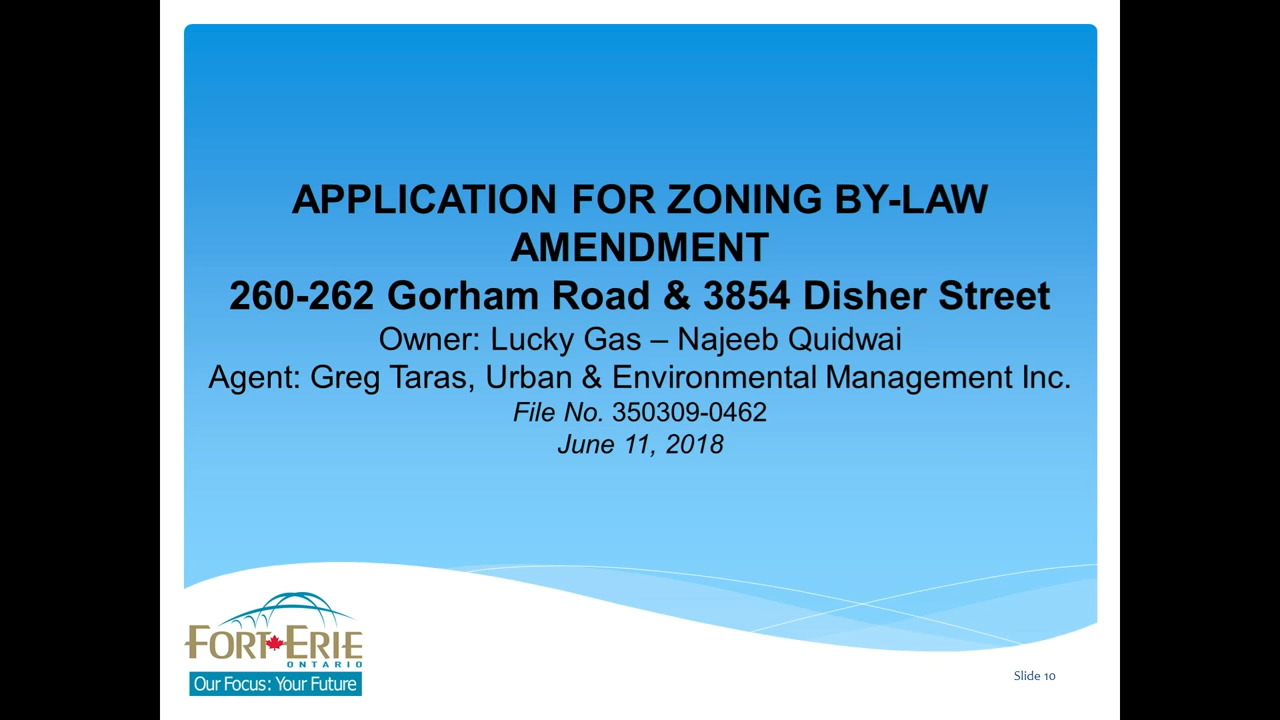 APPLICATION FOR ZONING BY-LAW
AMENDMENT
260-262 Gorham Road & 3854 Disher Street
Owner: Lucky Gas – Najeeb Quidwai
Agent: Greg Taras, Urban & Environmental Management Inc.
File No. 350309-0462
June 11, 2018
FORT ERIE
ONTARIO
Our Focus: Your Future
Slide 10